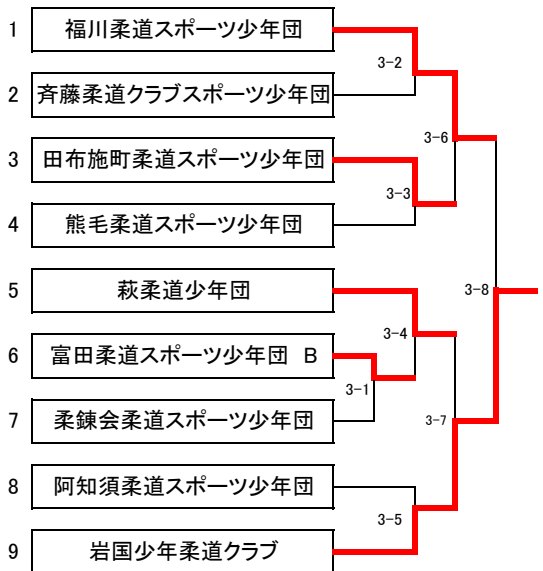 1 福川柔道スポーツ少年団
3-2
2 斉藤柔道クラブスポーツ少年団
3-6
3 田布施町柔道スポーツ少年団
3-3
4 熊毛柔道スポーツ少年団
5 萩柔道少年団
3-8
3-4
6 富田柔道スポーツ少年団 B
3-1
7 柔錬会柔道スポーツ少年団
3-7
8 阿知須柔道スポーツ少年団
3-5
9 岩国少年柔道クラブ